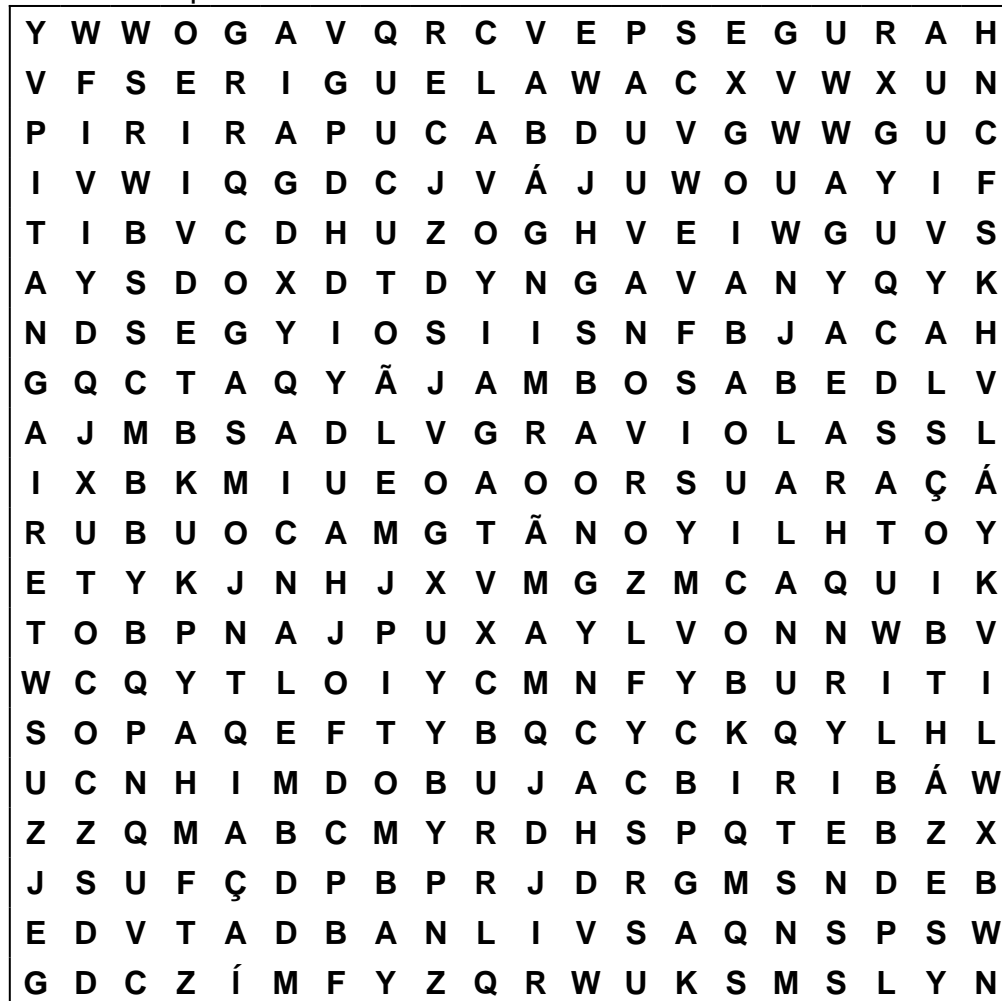 Y W W O G A V Q R C V E P S E G U R A H
V F S E R I G U E L A W A C X V W X U N
P I R I R A P U C A B D U V G W W G U C
I V W I Q G D C J V Á J U W O U A Y I F
T I B V C D H U Z O G H V E I W G U V S
A Y S D O X D T D Y N G A V A N Y Q Y K
N D S E G Y I O S I I S N F B J A C A H
G Q C T A Q Y Ã J A M B O S A B E D L V
A J M B S A D L V G R A V I O L A S S L
I X B K M I U E O A O O R S U A R A Ç Á
R U B U O C A M G T Ã N O Y I L H T O Y
E T Y K J N H J X V M G Z M C A Q U I K
T O B P N A J P U X A Y L V O N N W B V
W C Q Y T L O I Y C M N F Y B U R I T I
S O P A Q E F T Y B Q C Y C K Q Y L H L
U C N H I M D O B U J A C B I R I B Á W
Z Z Q M A B C M Y R D H S P Q T E B Z X
J S U F Ç D P B P R J D R G M S N D E B
E D V T A D B A N L I V S A Q N S P S W
G D C Z Í M F Y Z Q R W U K S M S L Y N